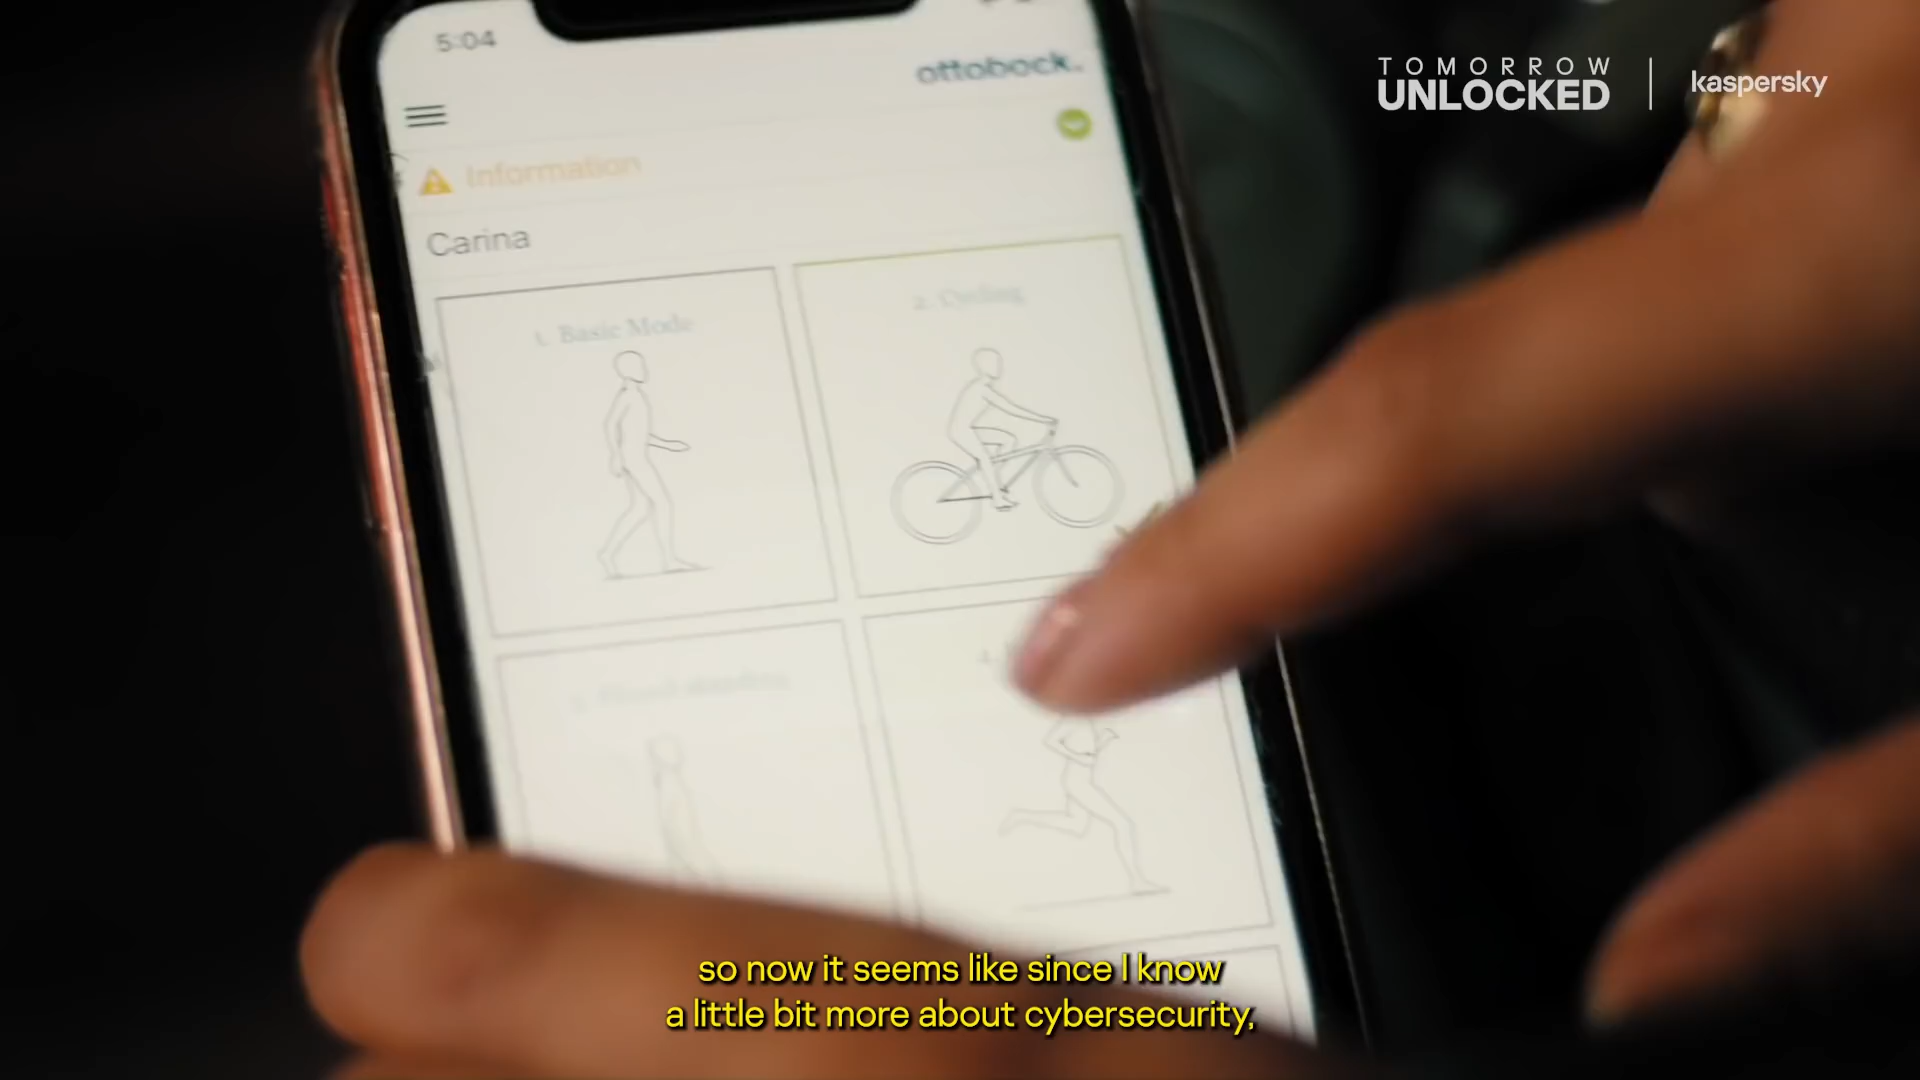 5:04
ottobock.
TOMORROW
UNLOCKED
kaspersky
Information
Carina
1. Basic Mode
2. Cycling
4.
so now it seems like since I know
a little bit more about cybersecurity,